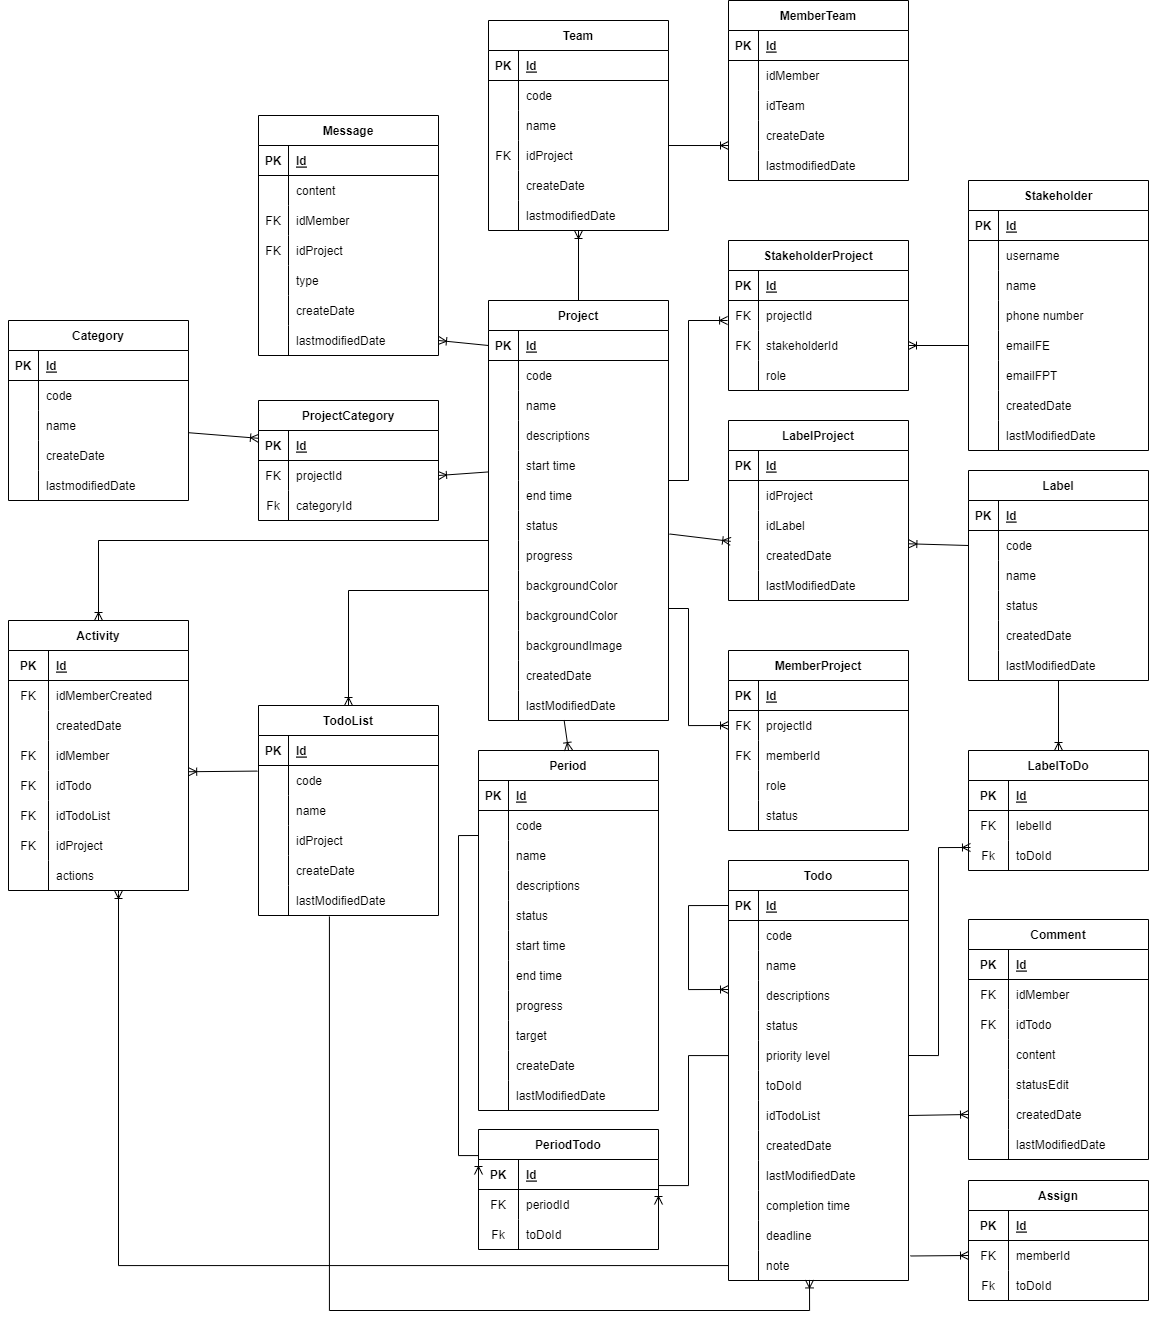 MemberTeam
PK Id
idMember
idTeam
createDate
lastmodifiedDate
Team
PK Id
code
name
FK idProject
createDate
lastmodifiedDate
Message
PK Id
content
FK idMember
FK idProject
type
createDate
lastmodifiedDate
Stakeholder
PK Id
username
name
phone number
emailFE
emailFPT
createdDate
lastModifiedDate
StakeholderProject
PK Id
FK projectId
FK stakeholderId
role
Project
PK Id
code
name
descriptions
start time
end time
status
progress
backgroundColor
backgroundColor
backgroundImage
createdDate
lastModifiedDate
Category
PK Id
code
name
createDate
lastmodifiedDate
ProjectCategory
PK Id
FK projectId
Fk categoryId
LabelProject
PK Id
idProject
idLabel
createdDate
lastModifiedDate
Label
PK Id
code
name
status
createdDate
lastModifiedDate
Activity
PK Id
FK idMemberCreated
createdDate
FK idMember
FK idTodo
FK idTodoList
FK idProject
actions
TodoList
PK Id
code
name
idProject
createDate
lastModifiedDate
MemberProject
PK Id
FK projectId
FK memberId
role
status
Period
PK Id
code
name
descriptions
status
start time
end time
progress
target
createDate
lastModifiedDate
LabelToDo
PK Id
FK lebelId
Fk toDoId
Todo
PK Id
code
name
descriptions
status
priority level
toDoId
idTodoList
createdDate
lastModifiedDate
completion time
deadline
note
Comment
PK Id
FK idMember
FK idTodo
content
statusEdit
createdDate
lastModifiedDate
PeriodTodo
PK Id
FK periodId
Fk toDoId
Assign
PK Id
FK memberId
Fk toDoId